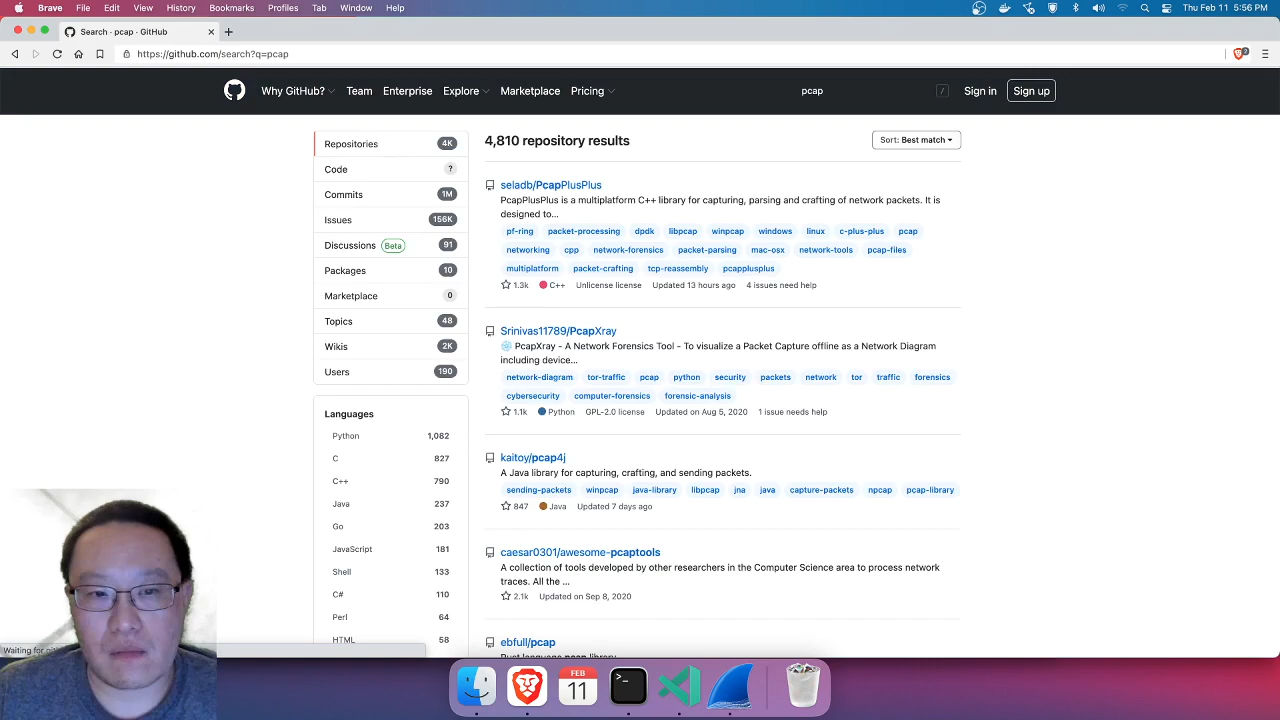 Brave File Edit View History Bookmarks Profiles Tab Window Help
Thu Feb 11 5:56 PM
Search · pcap · GitHub
https://github.com/search?q=pcap
2
Why GitHub? Team Enterprise Explore Marketplace Pricing
pcap / Sign in Sign up
Repositories 4K
Code ?
Commits 1M
Issues 156K
Discussions Beta 91
Packages 10
Marketplace 0
Topics 48
Wikis 2K
Users 190
Languages
Python 1,082
C 827
C++ 790
Java 237
Go 203
JavaScript 181
Shell 133
C# 110
Perl 64
HTML 58
4,810 repository results
Sort: Best match
seladb/PcapPlusPlus
PcapPlusPlus is a multiplatform C++ library for capturing, parsing and crafting of network packets. It is
designed to...
pf-ring packet-processing dpdk libpcap winpcap windows linux c-plus-plus pcap
networking cpp network-forensics packet-parsing mac-osx network-tools pcap-files
multiplatform packet-crafting tcp-reassembly pcapplusplus
1.3k C++ Unlicense license Updated 13 hours ago 4 issues need help
Srinivas11789/PcapXray
PcapXray - A Network Forensics Tool - To visualize a Packet Capture offline as a Network Diagram
including device...
network-diagram tor-traffic pcap python security packets network tor traffic forensics
cybersecurity computer-forensics forensic-analysis
1.1k Python GPL-2.0 license Updated on Aug 5, 2020 1 issue needs help
kaitoy/pcap4j
A Java library for capturing, crafting, and sending packets.
sending-packets winpcap java-library libpcap jna java capture-packets npcap pcap-library
847 Java Updated 7 days ago
caesar0301/awesome-pcaptools
A collection of tools developed by other researchers in the Computer Science area to process network
traces. All the ...
2.1k Updated on Sep 8, 2020
ebfull/pcap
Rust language pcap library
Waiting for
FEB
11